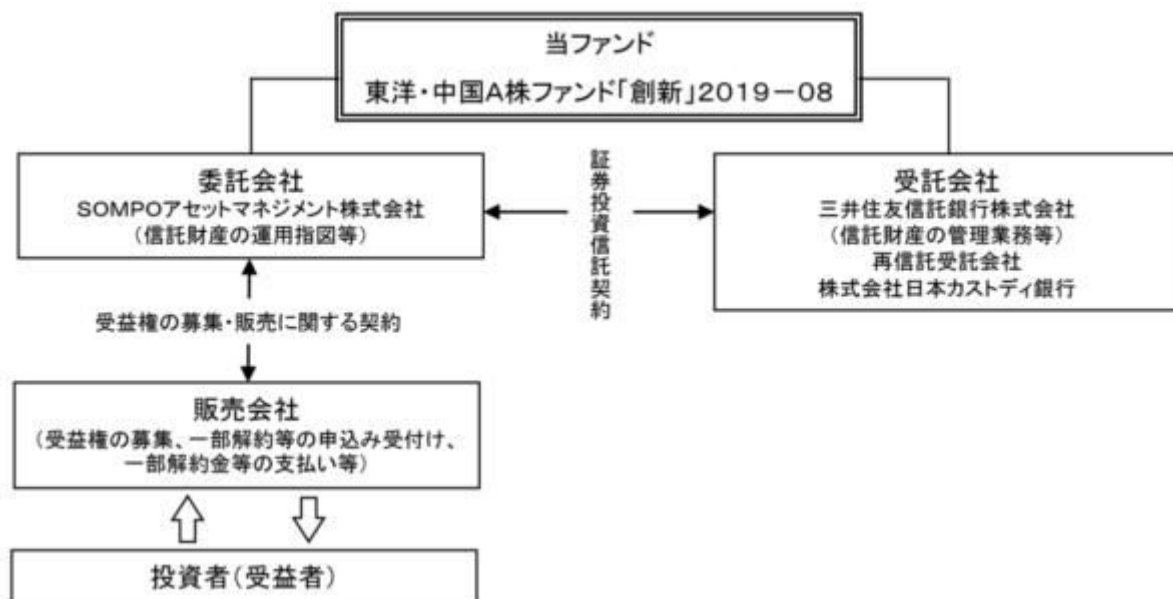 当ファンド
東洋・中国A株ファンド「創新」2019－08
委託会社
SOMPOアセットマネジメント株式会社
（信託財産の運用指図等）
証券投資信託契約
受託会社
三井住友信託銀行株式会社
（信託財産の管理業務等）
再信託受託会社
株式会社日本カストディ銀行
受益権の募集・販売に関する契約
販売会社
（受益権の募集、一部解約等の申込み受付け、
一部解約金等の支払い等）
投資者（受益者）